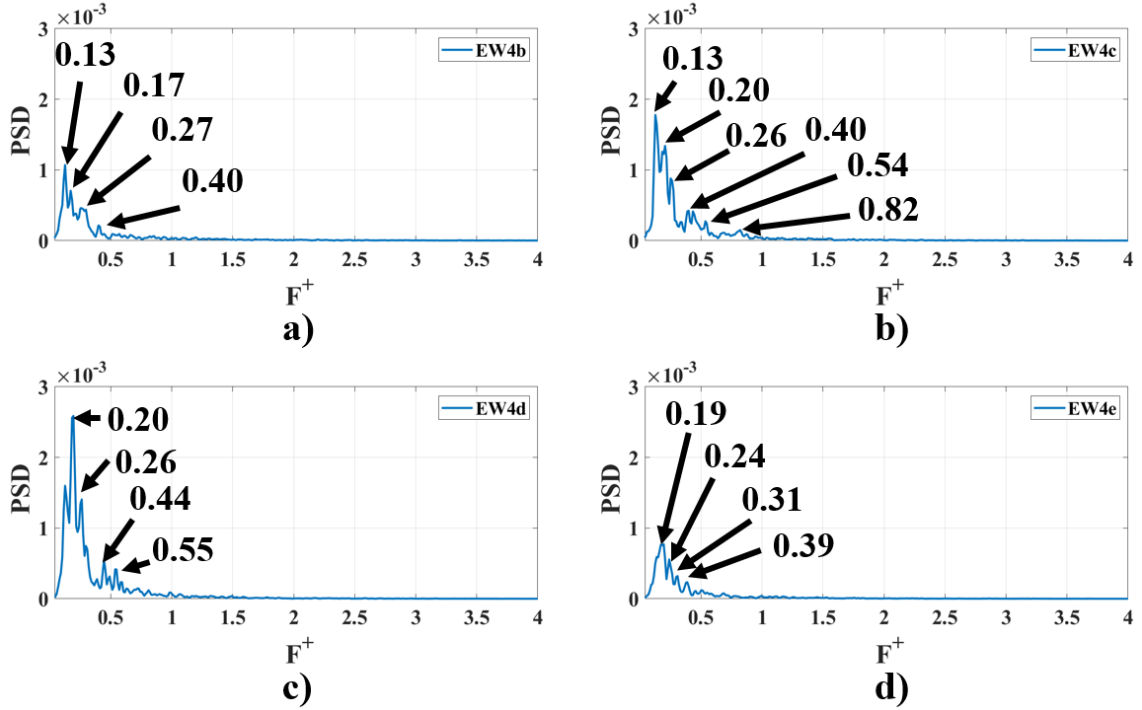 ×10⁻³
3
EW4b
0.13
0.17
2
0.27
PSD
1
0.40
0
0.5 1 1.5 2 2.5 3 3.5 4
F⁺
a)
×10⁻³
3
EW4c
0.13
2
0.20
0.26 0.40
PSD
0.54
1
0.82
0
0.5 1 1.5 2 2.5 3 3.5 4
F⁺
b)
×10⁻³
3
EW4d
0.20
2
0.26
0.44
PSD
1
0.55
0
0.5 1 1.5 2 2.5 3 3.5 4
F⁺
c)
×10⁻³
3
EW4e
0.19
2
0.24
0.31
PSD
1
0.39
0
0.5 1 1.5 2 2.5 3 3.5 4
F⁺
d)